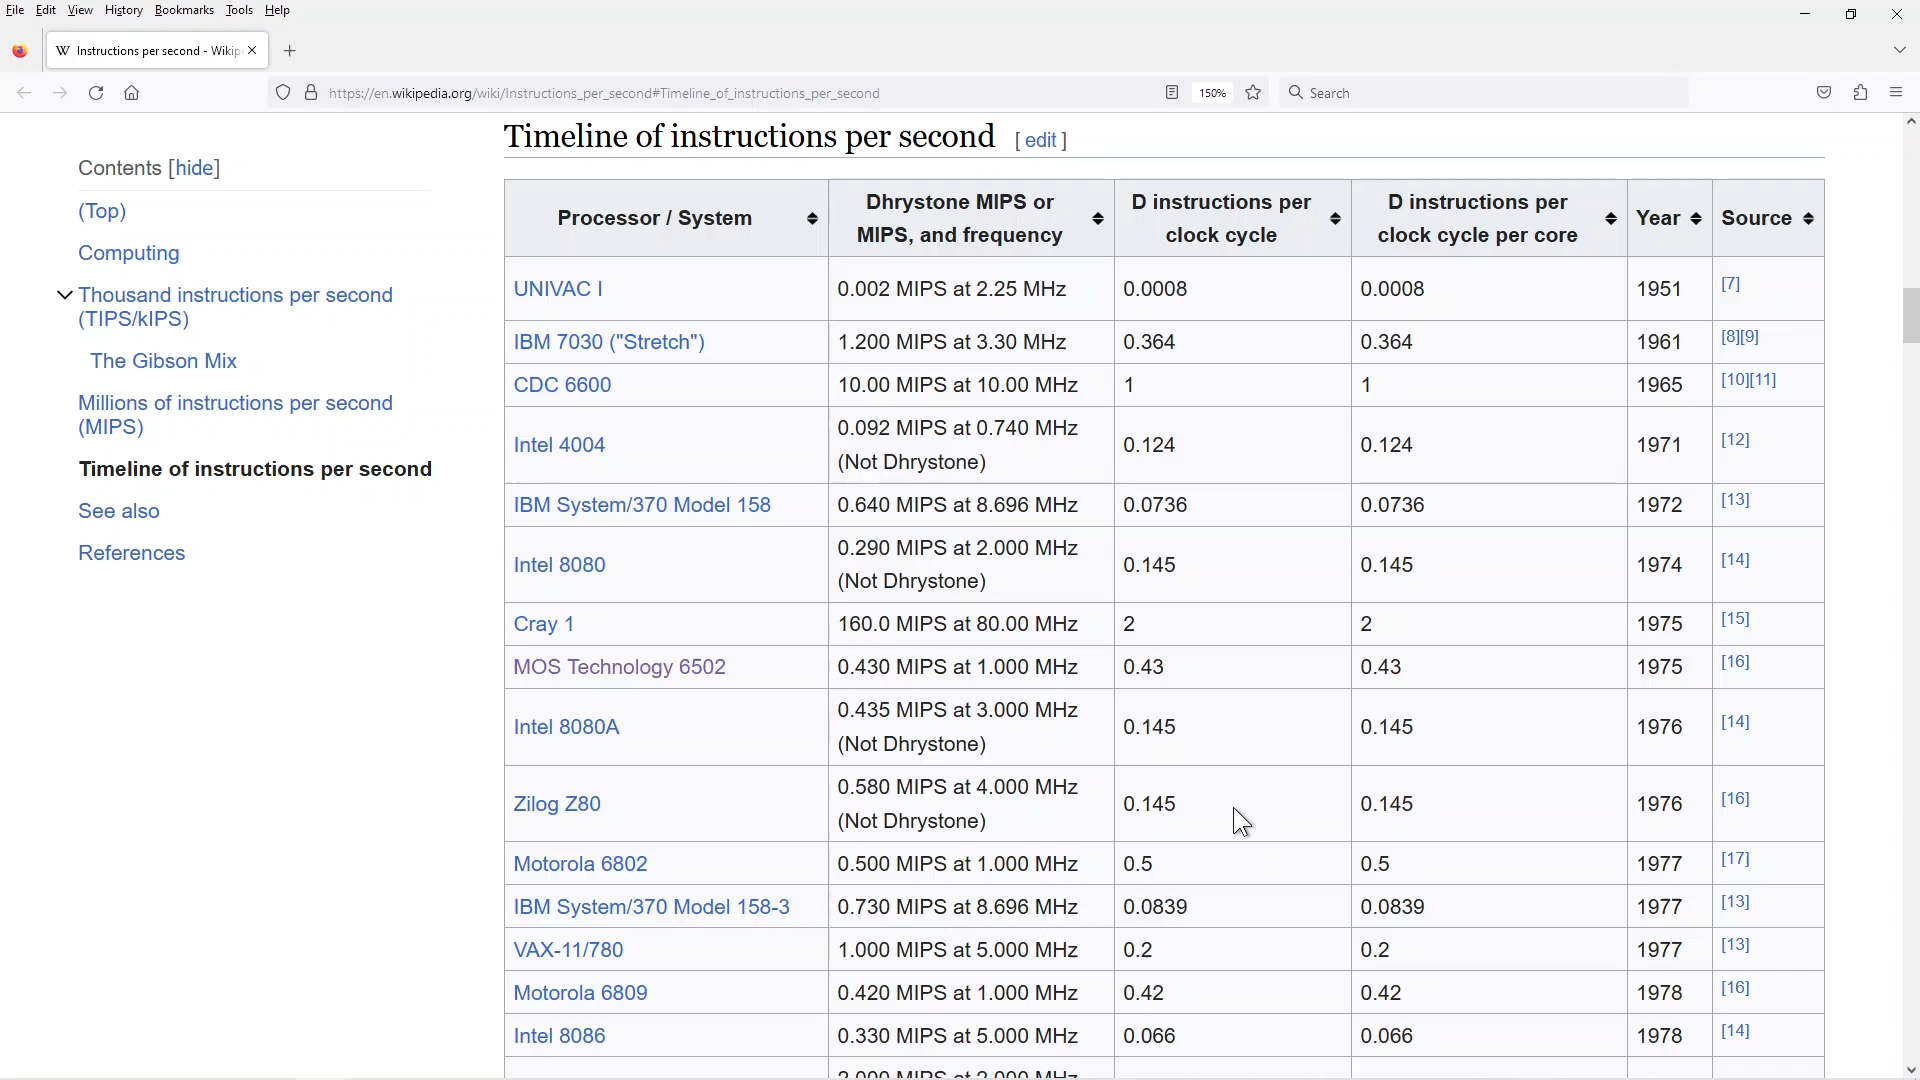 File Edit View History Bookmarks Tools Help
W Instructions per second - Wikip
https://en.wikipedia.org/wiki/Instructions_per_second#Timeline_of_instructions_per_second 150% Search
Timeline of instructions per second [ edit ]
Contents [hide]
(Top)
Computing
Thousand instructions per second
(TIPS/kIPS)
The Gibson Mix
Millions of instructions per second
(MIPS)
Timeline of instructions per second
See also
References
Processor / System
Dhrystone MIPS or
MIPS, and frequency
D instructions per
clock cycle
D instructions per
clock cycle per core
Year
Source
UNIVAC I 0.002 MIPS at 2.25 MHz 0.0008 0.0008 1951 [7]
IBM 7030 ("Stretch") 1.200 MIPS at 3.30 MHz 0.364 0.364 1961 [8][9]
CDC 6600 10.00 MIPS at 10.00 MHz 1 1 1965 [10][11]
Intel 4004 0.092 MIPS at 0.740 MHz
(Not Dhrystone) 0.124 0.124 1971 [12]
IBM System/370 Model 158 0.640 MIPS at 8.696 MHz 0.0736 0.0736 1972 [13]
Intel 8080 0.290 MIPS at 2.000 MHz
(Not Dhrystone) 0.145 0.145 1974 [14]
Cray 1 160.0 MIPS at 80.00 MHz 2 2 1975 [15]
MOS Technology 6502 0.430 MIPS at 1.000 MHz 0.43 0.43 1975 [16]
Intel 8080A 0.435 MIPS at 3.000 MHz
(Not Dhrystone) 0.145 0.145 1976 [14]
Zilog Z80 0.580 MIPS at 4.000 MHz
(Not Dhrystone) 0.145 0.145 1976 [16]
Motorola 6802 0.500 MIPS at 1.000 MHz 0.5 0.5 1977 [17]
IBM System/370 Model 158-3 0.730 MIPS at 8.696 MHz 0.0839 0.0839 1977 [13]
VAX-11/780 1.000 MIPS at 5.000 MHz 0.2 0.2 1977 [13]
Motorola 6809 0.420 MIPS at 1.000 MHz 0.42 0.42 1978 [16]
Intel 8086 0.330 MIPS at 5.000 MHz 0.066 0.066 1978 [14]